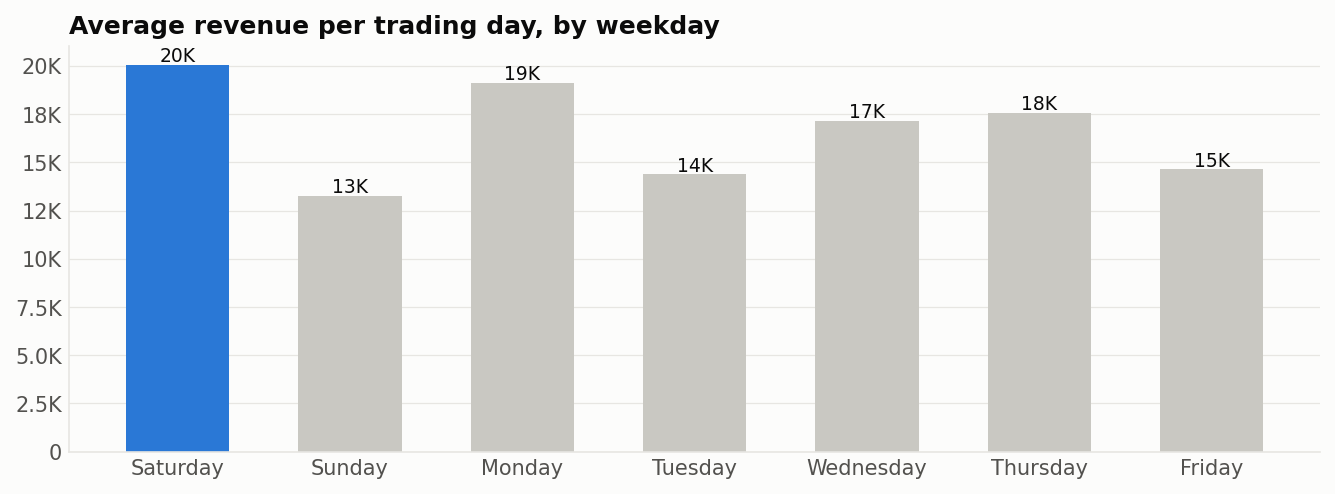 Average revenue per trading day, by weekday
20K
18K
15K
12K
10K
7.5K
5.0K
2.5K
0
20K
13K
19K
14K
17K
18K
15K
Saturday
Sunday
Monday
Tuesday
Wednesday
Thursday
Friday